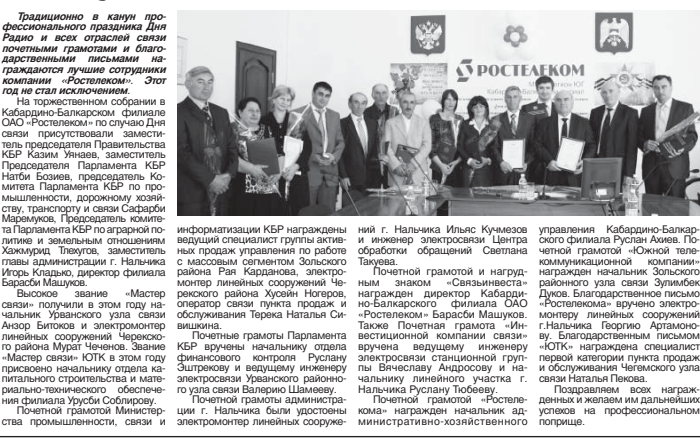 Традиционно в канун про-
фессионального праздника Дня
Радио и всех отраслей связи
почетными грамотами и благо-
дарственными письмами на-
граждаются лучшие сотрудники
компании «Ростелеком». Этот
год не стал исключением.
На торжественном собрании в
Кабардино-Балкарском филиале
ОАО «Ростелеком» по случаю Дня
связи присутствовали замести-
тель председателя Правительства
КБР Казим Уянаев, заместитель
Председателя Парламента КБР
Натби Бозиев, председатель Ко-
митета Парламента КБР по про-
мышленности, дорожному хозяй-
ству, транспорту и связи Сафарби
Маремуков, Председатель комите-
та Парламента КБР по аграрной по-
литике и земельным отношениям
Хажмурид Тлехугов, заместитель
главы администрации г. Нальчика
Игорь Кладько, директор филиала
Барасби Машуков.
Высокое звание «Мастер
связи» получили в этом году на-
чальник Урванского узла связи
Анзор Битоков и электромонтер
линейных сооружений Черекско-
го района Мурат Чеченов. Звание
«Мастер связи» ЮТК в этом году
присвоено начальнику отдела ка-
питального строительства и мате-
риально-технического обеспече-
ния филиала Урусби Соблирову.
Почетной грамотой Министер-
ства промышленности, связи и
РОСТЕЛЕКОМ
информатизации КБР награждены
ведущий специалист группы актив-
ных продаж управления по работе
с массовым сегментом Зольского
района Рая Карданова, электро-
монтер линейных сооружений Че-
рекского района Хусейн Ногеров,
оператор связи пункта продаж и
обслуживания Терека Наталья Си-
вишкина.
Почетные грамоты Парламента
КБР вручены начальнику отдела
финансового контроля Руслану
Эштрекову и ведущему инженеру
электросвязи Урванского районно-
го узла связи Валерию Шамееву.
Почетной грамоты администра-
ции г. Нальчика были удостоены
электромонтер линейных сооруже-
ний г. Нальчика Ильяс Кучмезов
и инженер электросвязи Центра
обработки обращений Светлана
Такуева.
Почетной грамотой и нагруд-
ным знаком «Связьинвеста»
награжден директор Кабарди-
но-Балкарского филиала ОАО
«Ростелеком» Барасби Машуков.
Также Почетная грамота «Ин-
вестиционной компании связи»
вручена ведущему инженеру
электросвязи станционной груп-
пы Вячеславу Андросову и на-
чальнику линейного участка г.
Нальчика Руслану Тюбееву.
Почетной грамотой «Ростеле-
кома» награжден начальник ад-
министративно-хозяйственного
управления Кабардино-Балкар-
ского филиала Руслан Ахиев. По-
четной грамотой «Южной теле-
коммуникационной компании»
награжден начальник Зольского
районного узла связи Зулимбек
Дуков. Благодарственное письмо
«Ростелекома» вручено электро-
монтеру линейных сооружений
г.Нальчика Георгию Артамоно-
ву. Благодарственным письмом
«ЮТК» награждена специалист
первой категории пункта продаж
и обслуживания Чегемского узла
связи Наталья Пекова.
Поздравляем всех награж-
денных и желаем им дальнейших
успехов на профессиональном
поприще.